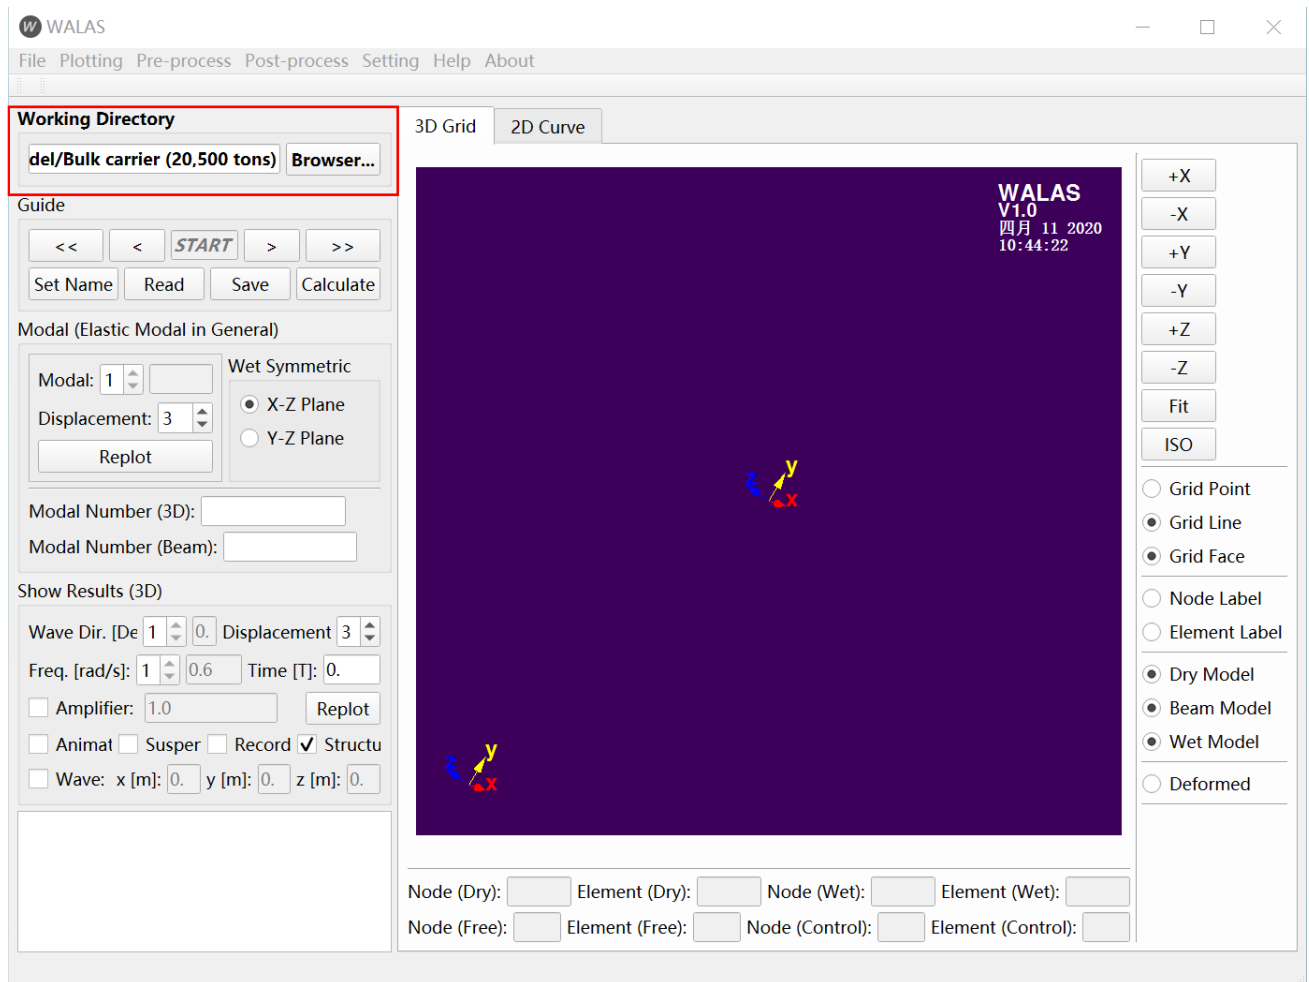 WALAS
File Plotting Pre-process Post-process Setting Help About
Working Directory
del/Bulk carrier (20,500 tons) Browser...
Guide
<< < START > >>
Set Name Read Save Calculate
Modal (Elastic Modal in General)
Modal: 1
Displacement: 3
Replot
Wet Symmetric
X-Z Plane
Y-Z Plane
Modal Number (3D):
Modal Number (Beam):
Show Results (3D)
Wave Dir. [De 1 0. Displacement 3
Freq. [rad/s]: 1 0.6 Time [T]: 0.
Amplifier: 1.0 Replot
Animat Susper Record Structu
Wave: x [m]: 0. y [m]: 0. z [m]: 0.
3D Grid 2D Curve
WALAS
V1.0
四月 11 2020
10:44:22
z y x
z y x
+X
-X
+Y
-Y
+Z
-Z
Fit
ISO
Grid Point
Grid Line
Grid Face
Node Label
Element Label
Dry Model
Beam Model
Wet Model
Deformed
Node (Dry): Element (Dry): Node (Wet): Element (Wet):
Node (Free): Element (Free): Node (Control): Element (Control):